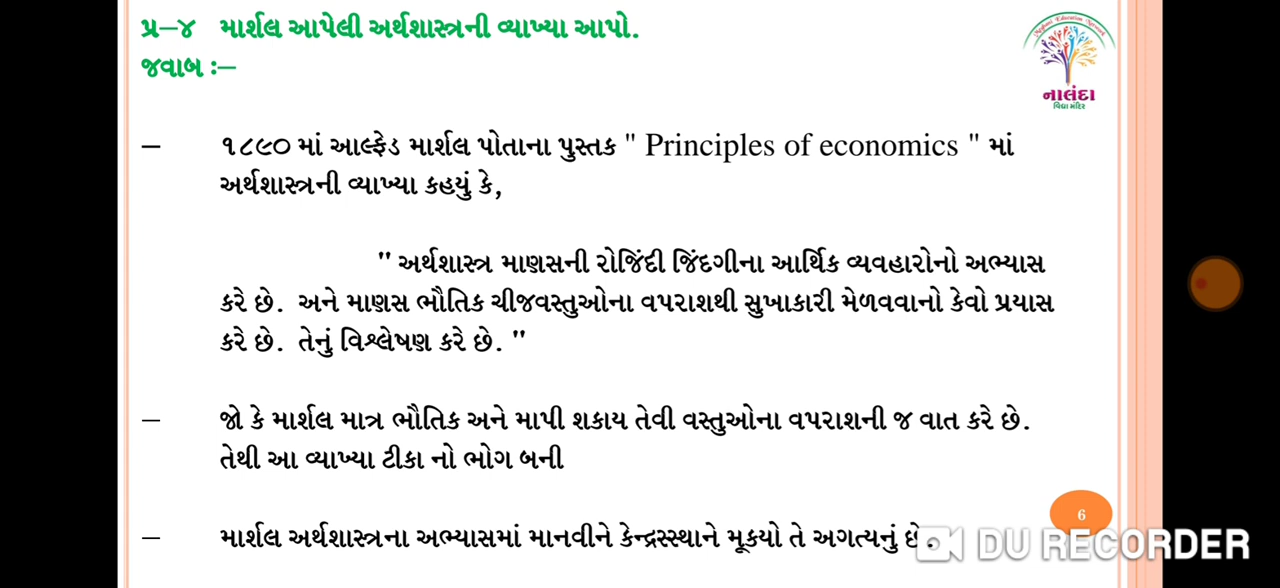 પ્ર–૪ માર્શલ આપેલી અર્થશાસ્ત્રની વ્યાખ્યા આપો.
જવાબ :–
– ૧૮૯૦ માં આલ્ફેડ માર્શલ પોતાના પુસ્તક " Principles of economics " માં
અર્થશાસ્ત્રની વ્યાખ્યા કહયું કે,
" અર્થશાસ્ત્ર માણસની રોજિંદી જિંદગીના આર્થિક વ્યવહારોનો અભ્યાસ
કરે છે. અને માણસ ભૌતિક ચીજવસ્તુઓના વપરાશથી સુખાકારી મેળવવાનો કેવો પ્રયાસ
કરે છે. તેનું વિશ્લેષણ કરે છે. "
– જો કે માર્શલ માત્ર ભૌતિક અને માપી શકાય તેવી વસ્તુઓના વપરાશની જ વાત કરે છે.
તેથી આ વ્યાખ્યા ટીકા નો ભોગ બની
– માર્શલ અર્થશાસ્ત્રના અભ્યાસમાં માનવીને કેન્દ્રસ્થાને મૂકયો તે અગત્યનું છે.
નાલંદા
વિદ્યા મંદિર
6
DU RECORDER